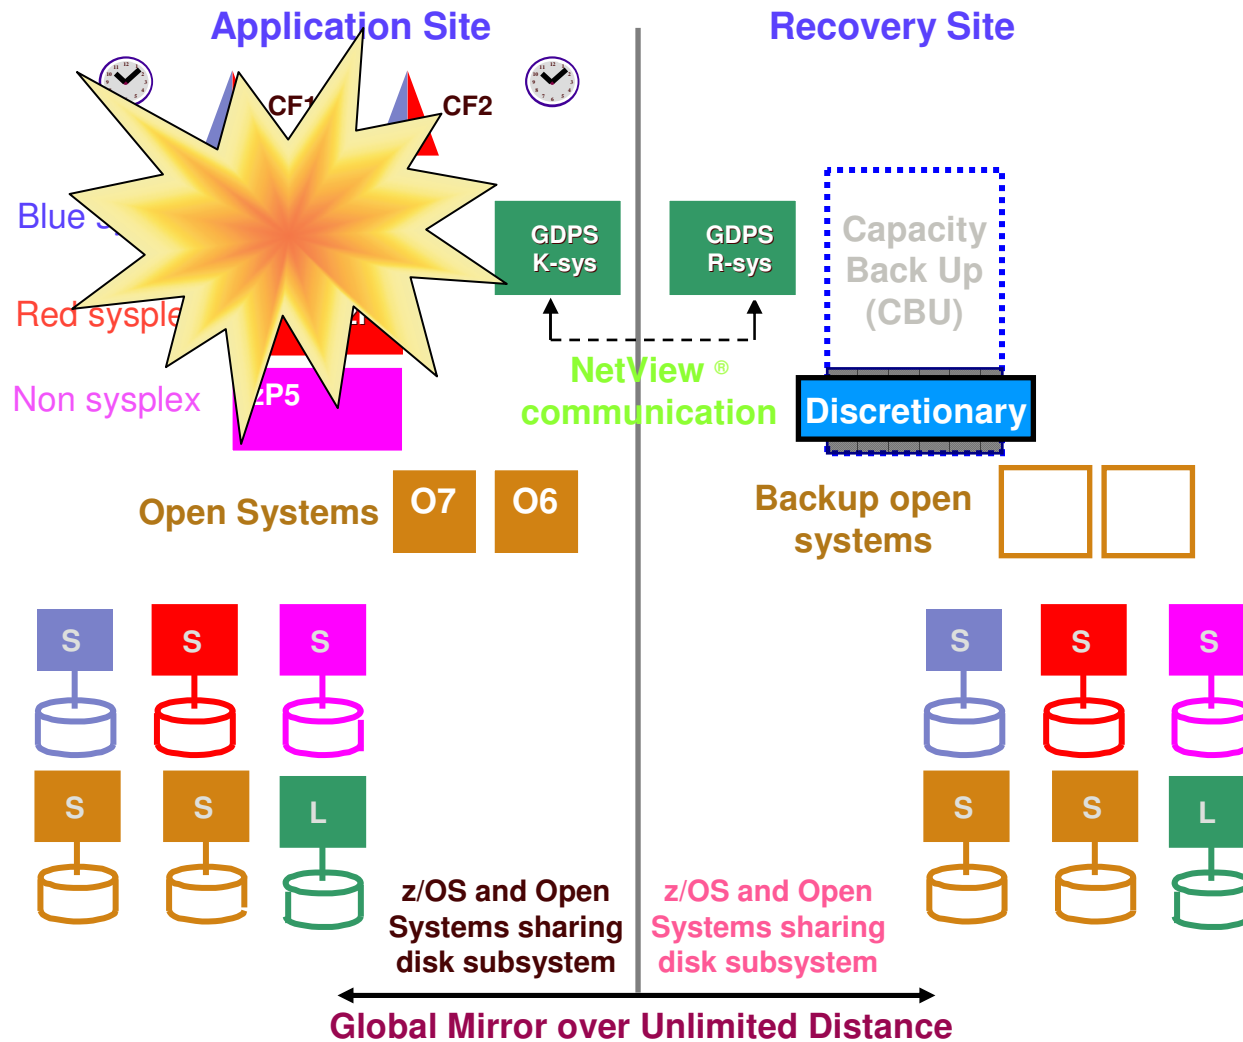 Application Site
Recovery Site
CF1
CF2
Blue
GDPS
K-sys
GDPS
R-sys
Capacity
Back Up
(CBU)
Red
NetView ®
communication
Non sysplex
zP5
Discretionary
Open Systems
O7
O6
Backup open
systems
S
S
S
S
S
S
S
S
L
S
S
L
z/OS and Open
Systems sharing
disk subsystem
z/OS and Open
Systems sharing
disk subsystem
Global Mirror over Unlimited Distance